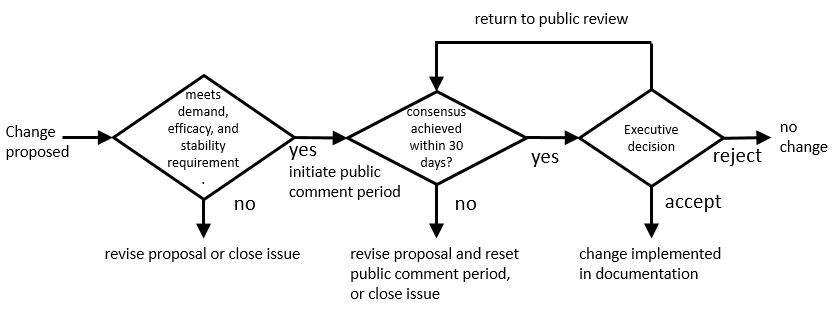 return to public review
Change
proposed
meets
demand,
efficacy, and
stability
requirement
.
yes
initiate public
comment period
no
revise proposal or close issue
consensus
achieved
within 30
days?
yes
no
revise proposal and reset
public comment period,
or close issue
Executive
decision
reject
no
change
accept
change implemented
in documentation